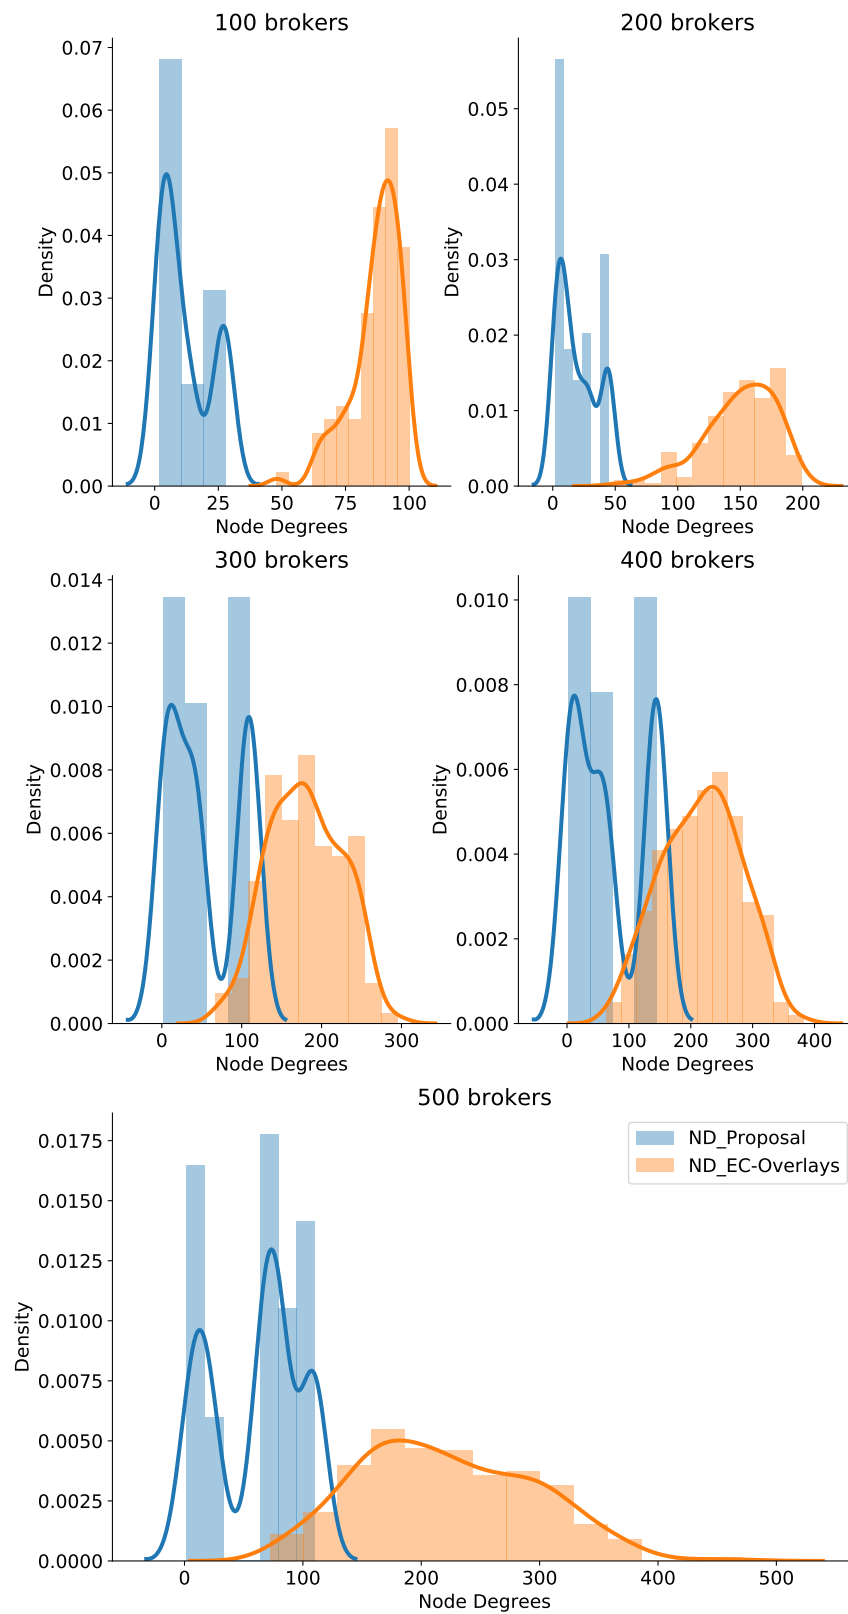 100 brokers
0.07
0.06
0.05
0.04
0.03
0.02
0.01
0.00
Density
0 25 50 75 100
Node Degrees
200 brokers
0.05
0.04
0.03
0.02
0.01
0.00
Density
0 50 100 150 200
Node Degrees
300 brokers
0.014
0.012
0.010
0.008
0.006
0.004
0.002
0.000
Density
0 100 200 300
Node Degrees
400 brokers
0.010
0.008
0.006
0.004
0.002
0.000
Density
0 100 200 300 400
Node Degrees
500 brokers
0.0175
0.0150
0.0125
0.0100
0.0075
0.0050
0.0025
0.0000
Density
ND_Proposal
ND_EC-Overlays
0 100 200 300 400 500
Node Degrees